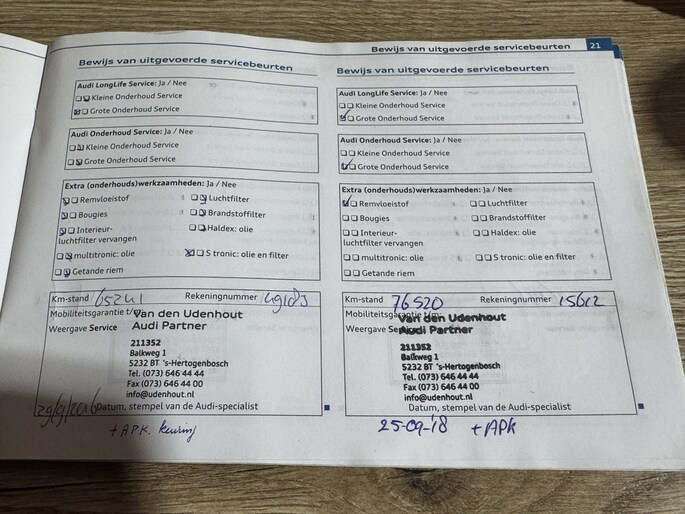 Bewijs van uitgevoerde servicebeurten 21
Bewijs van uitgevoerde servicebeurten
Audi LongLife Service: Ja / Nee
Kleine Onderhoud Service
Grote Onderhoud Service
Audi Onderhoud Service: Ja / Nee
Kleine Onderhoud Service
Grote Onderhoud Service
Extra (onderhouds)werkzaamheden: Ja / Nee
Remvloeistof Luchtfilter
Bougies Brandstoffilter
Interieur- Haldex: olie
luchtfilter vervangen
multitronic: olie S tronic: olie en filter
Getande riem
Km-stand 65241 Rekeningnummer
Mobiliteitsgarantie t/m
Weergave Service
Van den Udenhout
Audi Partner
211352
Balkweg 1
5232 BT 's-Hertogenbosch
Tel. (073) 646 44 44
Fax (073) 646 44 00
info@udenhout.nl
Datum, stempel van de Audi-specialist
+ APK. keuring
Bewijs van uitgevoerde servicebeurten
Audi LongLife Service: Ja / Nee
Kleine Onderhoud Service
Grote Onderhoud Service
Audi Onderhoud Service: Ja / Nee
Kleine Onderhoud Service
Grote Onderhoud Service
Extra (onderhouds)werkzaamheden: Ja / Nee
Remvloeistof Luchtfilter
Bougies Brandstoffilter
Interieur- Haldex: olie
luchtfilter vervangen
multitronic: olie S tronic: olie en filter
Getande riem
Km-stand 76520 Rekeningnummer 15612
Mobiliteitsgarantie t/m
Weergave Service
Van den Udenhout
Audi Partner
211352
Balkweg 1
5232 BT 's-Hertogenbosch
Tel. (073) 646 44 44
Fax (073) 646 44 00
info@udenhout.nl
Datum, stempel van de Audi-specialist
25-09-'18 + APK